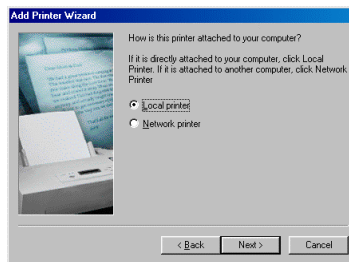 Add Printer Wizard
How is this printer attached to your computer?
If it is directly attached to your computer, click Local
Printer. If it is attached to another computer, click Network
Printer
Local printer
Network printer
< Back
Next >
Cancel